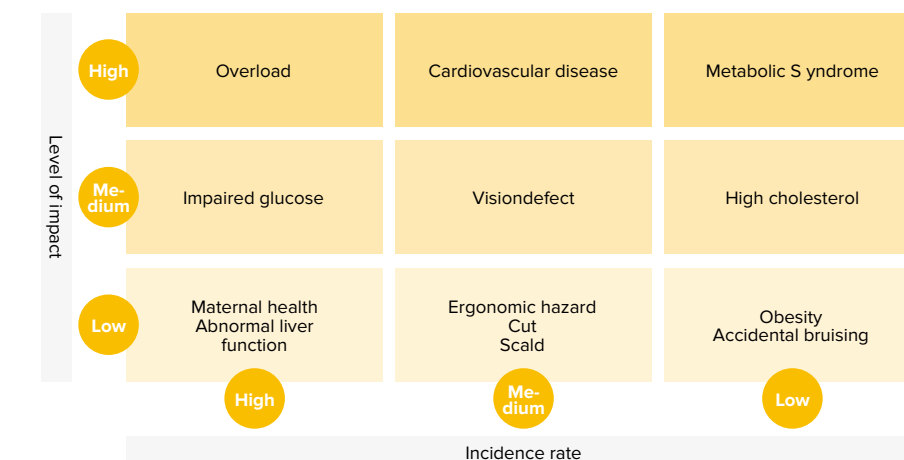 High
Overload
Cardiovascular disease
Metabolic S yndrome
Level of impact
Me-
dium
Impaired glucose
Visiondefect
High cholesterol
Low
Maternal health
Abnormal liver
function
Ergonomic hazard
Cut
Scald
Obesity
Accidental bruising
High
Me-
dium
Low
Incidence rate